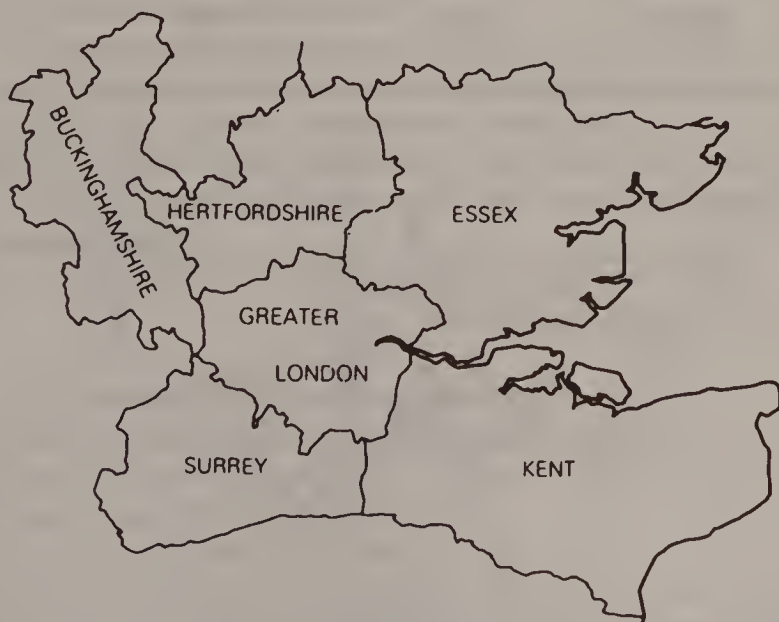 BUCKINGHAMSHIRE
HERTFORDSHIRE
ESSEX
GREATER
LONDON
SURREY
KENT